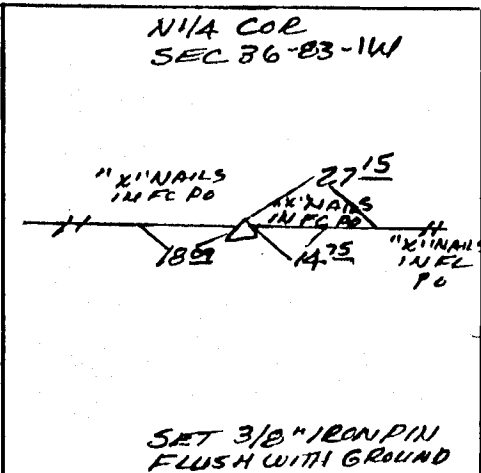 N1/4 COR
SEC 36-83-1W
"X" NAILS
IN FC PO
27 15
"X" NAILS
IN FC PO
18 09
14 75
"X" NAILS
IN FC
PO
SET 3/8" IRON PIN
FLUSH WITH GROUND